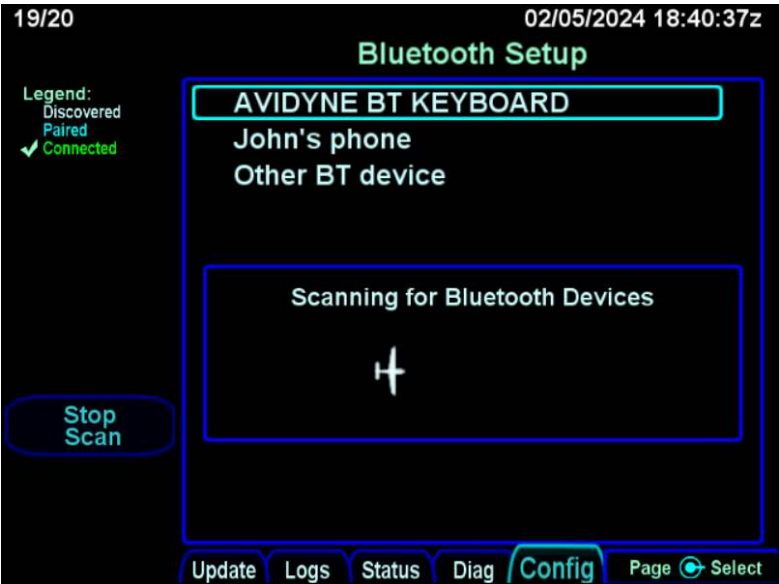 19/20
02/05/2024 18:40:37z
Bluetooth Setup
Legend:
Discovered
Paired
Connected
AVIDYNE BT KEYBOARD
John's phone
Other BT device
Scanning for Bluetooth Devices
Stop
Scan
Update Logs Status Diag Config Page Select